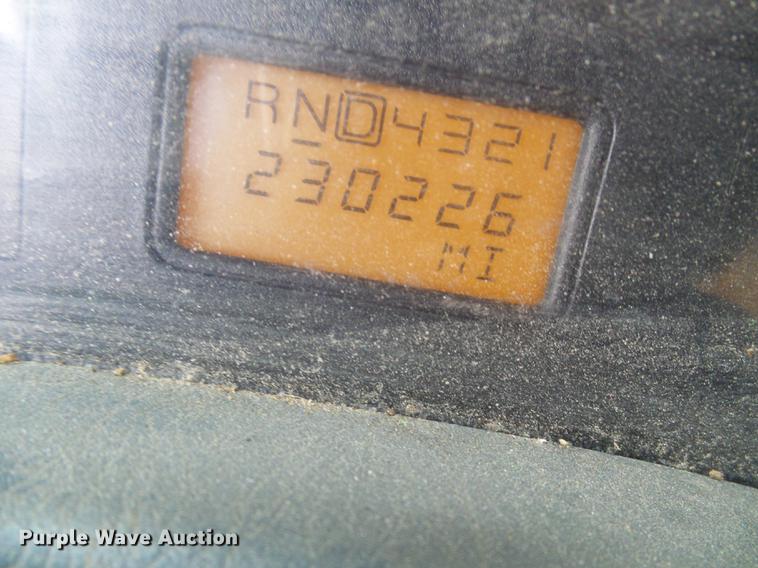 RND4321
230226
MI
Purple Wave Auction